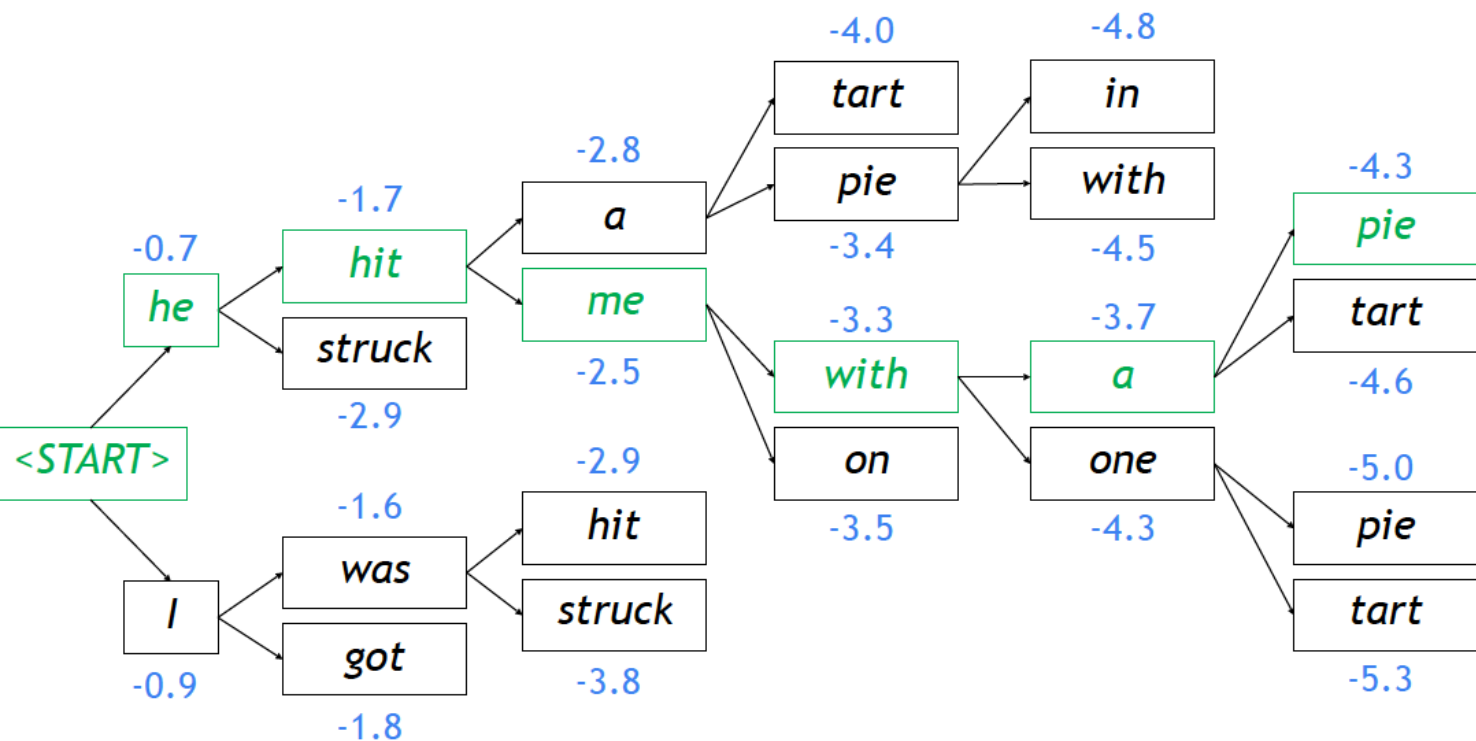 -4.0
-4.8
tart
in
-2.8
-4.3
-1.7
a
pie
with
pie
-0.7
hit
-3.4
-4.5
he
me
-3.3
-3.7
tart
struck
-2.5
with
a
-4.6
-2.9
<START>
-2.9
on
one
-5.0
-1.6
hit
-3.5
-4.3
pie
was
I
struck
tart
got
-0.9
-3.8
-5.3
-1.8